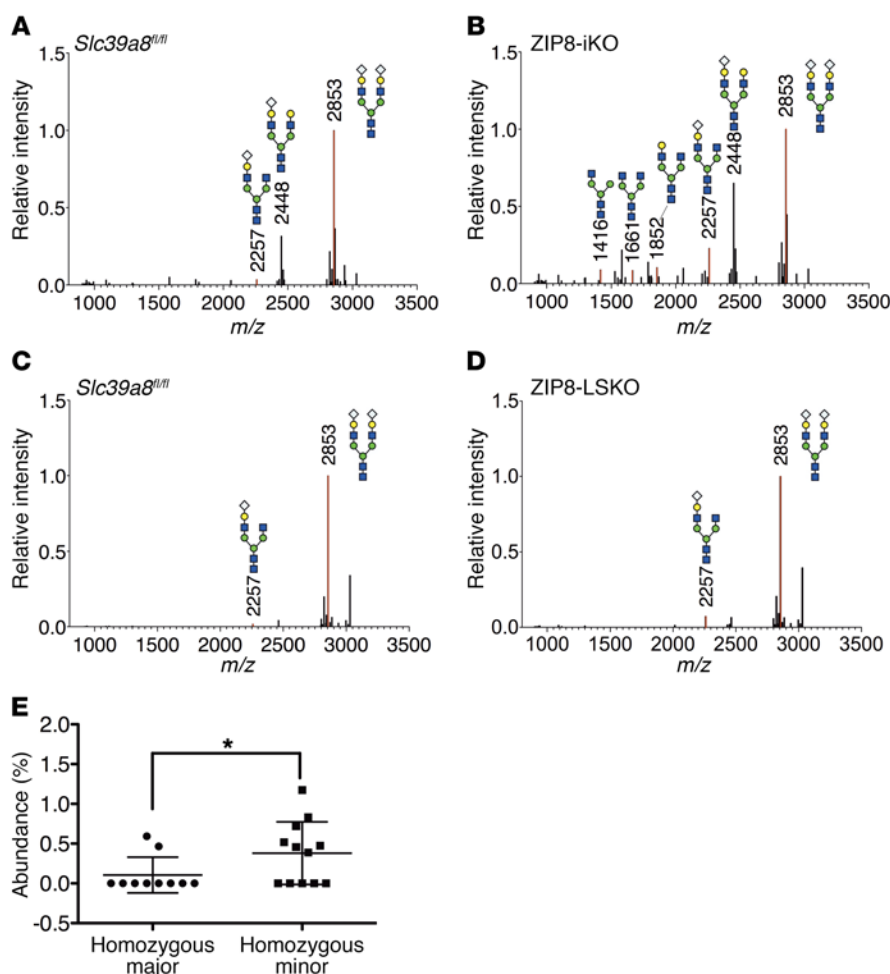 A
Slc39a8fl/fl
1.5
1.0
0.5
0.0
Relative intensity
2257
2448
2853
1000 1500 2000 2500 3000 3500
m/z
B
ZIP8-iKO
1.5
1.0
0.5
0.0
Relative intensity
1416
1661
1852
2257
2448
2853
1000 1500 2000 2500 3000 3500
m/z
C
Slc39a8fl/fl
1.5
1.0
0.5
0.0
Relative intensity
2257
2853
1000 1500 2000 2500 3000 3500
m/z
D
ZIP8-LSKO
1.5
1.0
0.5
0.0
Relative intensity
2257
2853
1000 1500 2000 2500 3000 3500
m/z
E
2.0
1.5
1.0
0.5
0.0
-0.5
Abundance (%)
*
Homozygous
major
Homozygous
minor